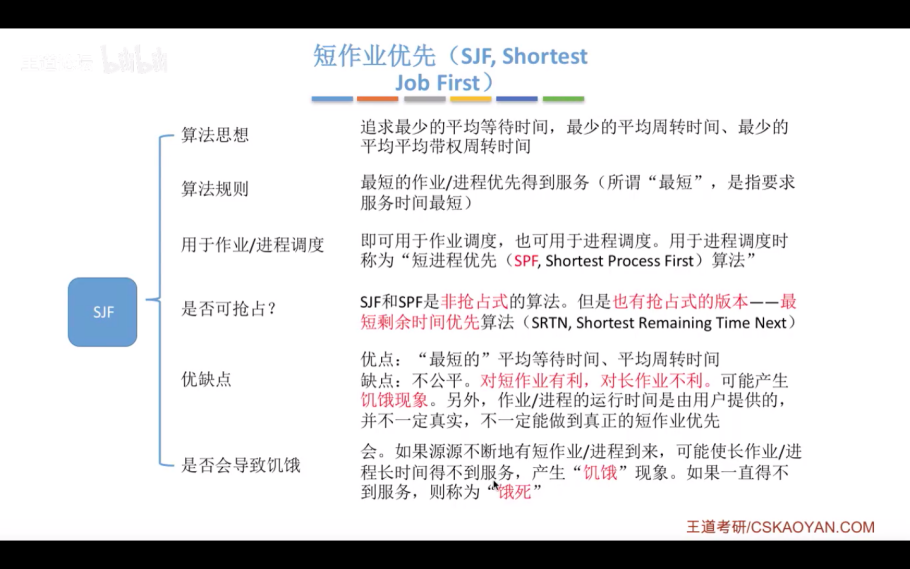 短作业优先（SJF, Shortest
Job First）
算法思想
追求最少的平均等待时间，最少的平均周转时间、最少的
平均平均带权周转时间
算法规则
最短的作业/进程优先得到服务（所谓“最短”，是指要求
服务时间最短）
用于作业/进程调度
即可用于作业调度，也可用于进程调度。用于进程调度时
称为“短进程优先（SPF, Shortest Process First）算法”
SJF
是否可抢占？
SJF和SPF是非抢占式的算法。但是也有抢占式的版本——最
短剩余时间优先算法（SRTN, Shortest Remaining Time Next）
优缺点
优点：“最短的”平均等待时间、平均周转时间
缺点：不公平。对短作业有利，对长作业不利。可能产生
饥饿现象。另外，作业/进程的运行时间是由用户提供的，
并不一定真实，不一定能做到真正的短作业优先
是否会导致饥饿
会。如果源源不断地有短作业/进程到来，可能使长作业/进
程长时间得不到服务，产生“饥饿”现象。如果一直得不
到服务，则称为“饿死”
王道考研/CSKAOYAN.COM